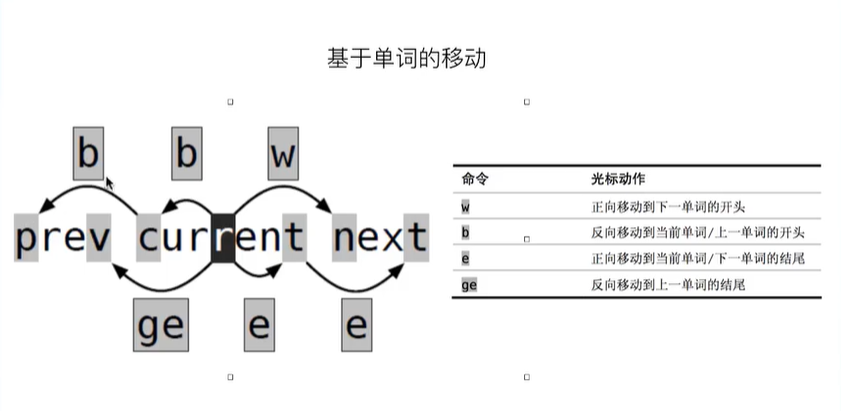 基于单词的移动
b b w
prev current next
ge e e
命令 光标动作
w 正向移动到下一单词的开头
b 反向移动到当前单词/上一单词的开头
e 正向移动到当前单词/下一单词的结尾
ge 反向移动到上一单词的结尾